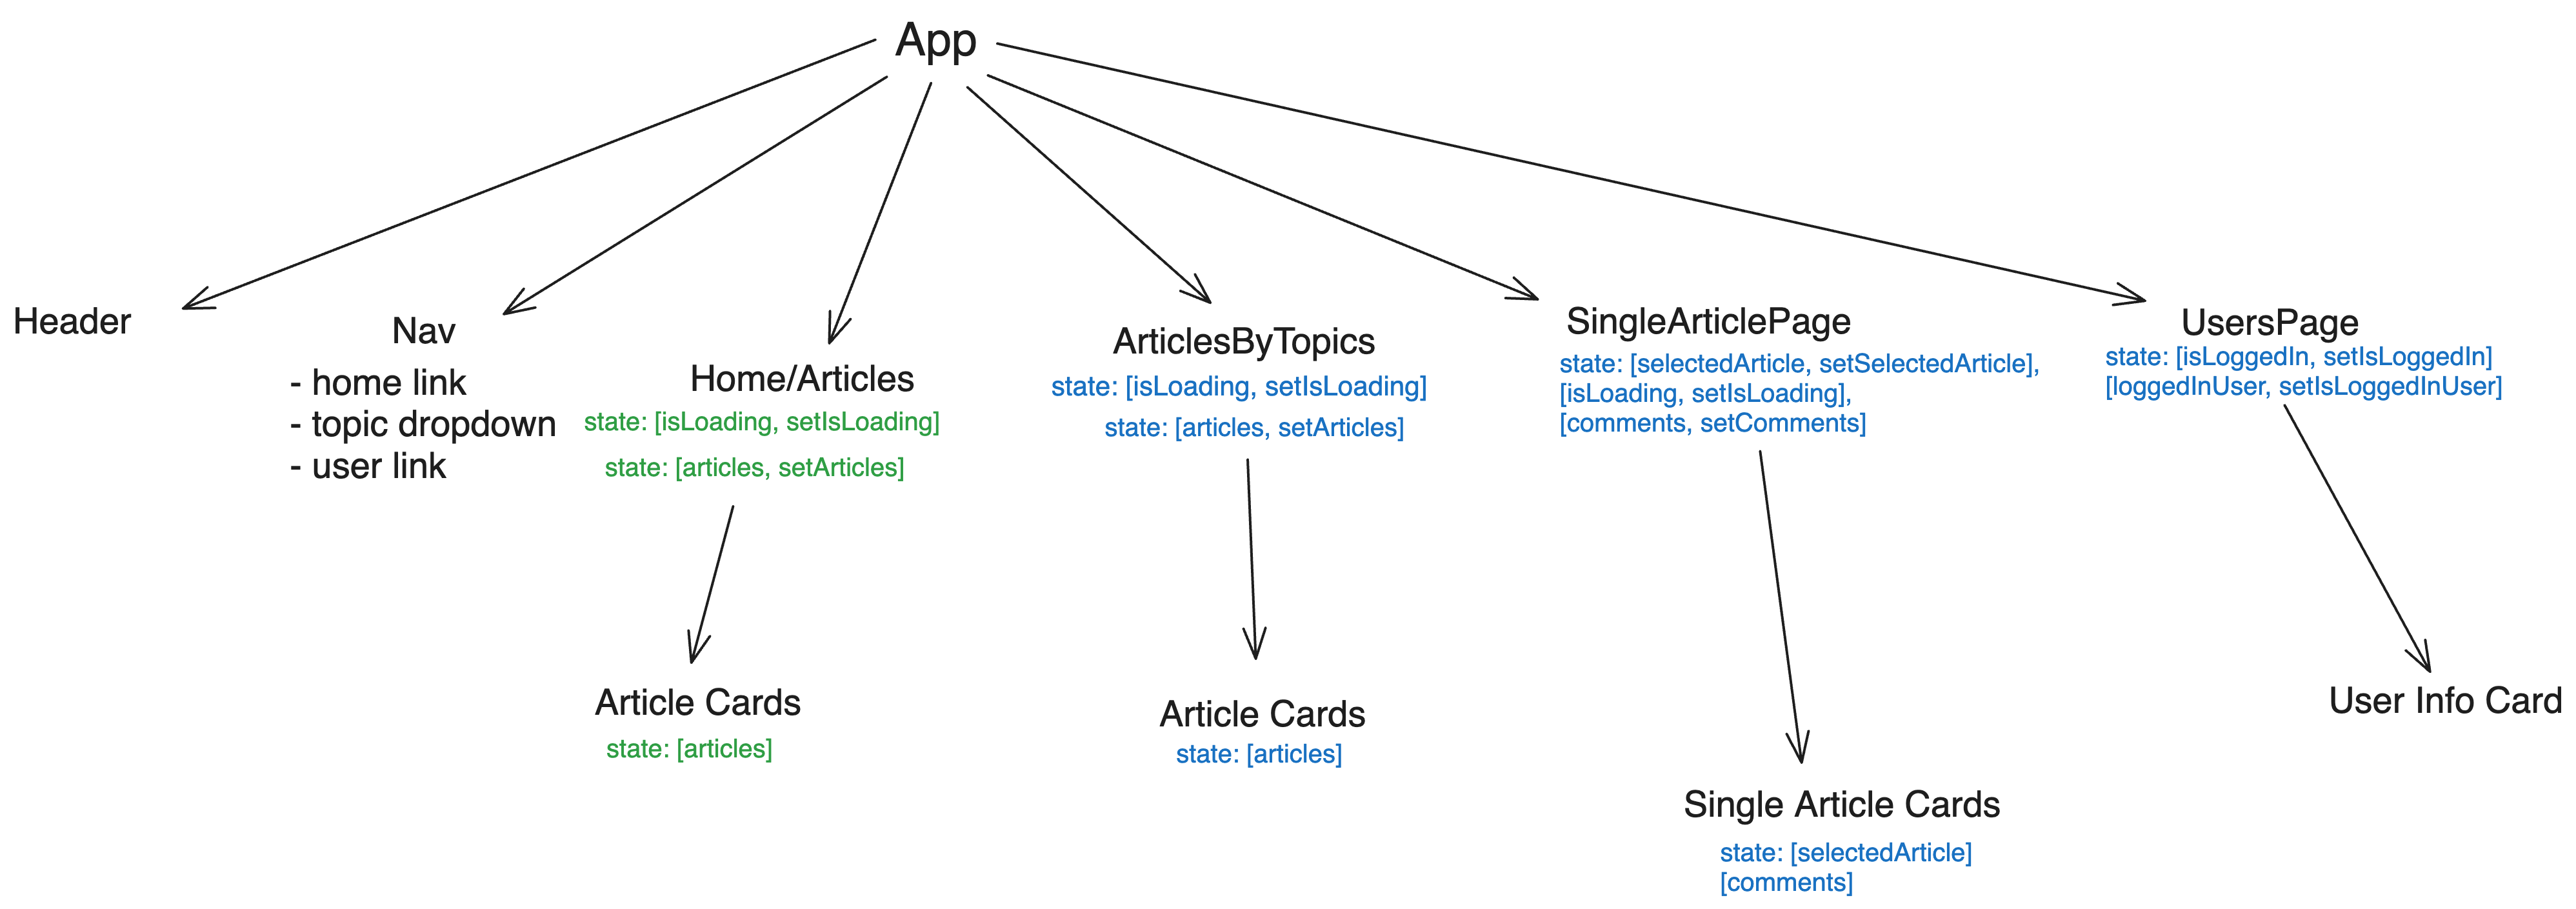 App
Header
Nav
- home link
- topic dropdown
- user link
Home/Articles
state: [isLoading, setIsLoading]
state: [articles, setArticles]
ArticlesByTopics
state: [isLoading, setIsLoading]
state: [articles, setArticles]
SingleArticlePage
state: [selectedArticle, setSelectedArticle],
[isLoading, setIsLoading],
[comments, setComments]
UsersPage
state: [isLoggedIn, setIsLoggedIn]
[loggedInUser, setIsLoggedInUser]
Article Cards
state: [articles]
Article Cards
state: [articles]
Single Article Cards
state: [selectedArticle]
[comments]
User Info Card